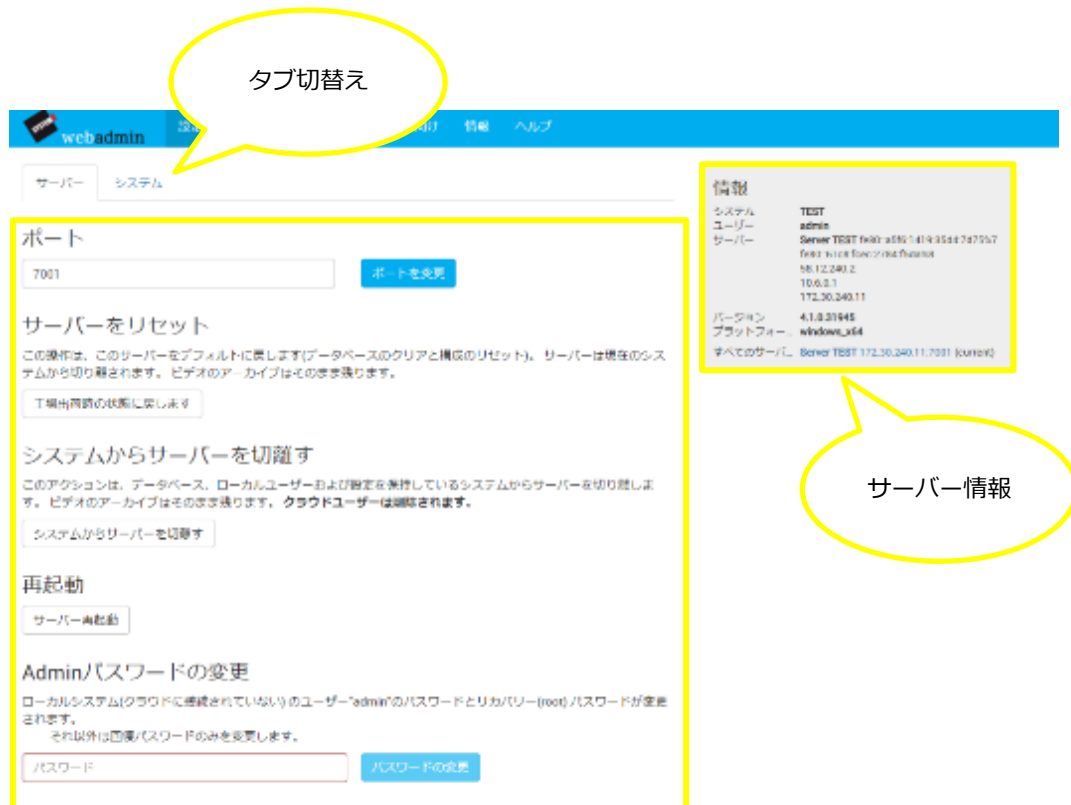 タブ切替え
webadmin 情報 ヘルプ
サーバー システム
ポート
7001 ポートを変更
サーバーをリセット
この操作は、このサーバーをデフォルトに戻します(データベースのクリアと構成のリセット)。 サーバーは現在のシス
テムから切り離されます。 ビデオのアーカイブはそのまま残ります。
工場出荷時の状態に戻します
システムからサーバーを切離す
このアクションは、データベース、ローカルユーザーおよび設定を保持しているシステムからサーバーを切り離しま
す。 ビデオのアーカイブはそのまま残ります。 クラウドユーザーは削除されます。
システムからサーバーを切離す
再起動
サーバー再起動
Adminパスワードの変更
ローカルシステム(クラウドに接続されていない) のユーザー"admin"のパスワードとリカバリー(root) パスワードが変更
されます。
それ以外は回復パスワードのみを変更します。
パスワード パスワードの変更
情報
システム TEST
ユーザー admin
サーバー Server TEST
10.6.0.1
172.30.240.11
バージョン 4.1.0.31945
プラットフォー... windows_x64
すべてのサーバ... Server TEST 172.30.240.11:7001 (current)
サーバー情報